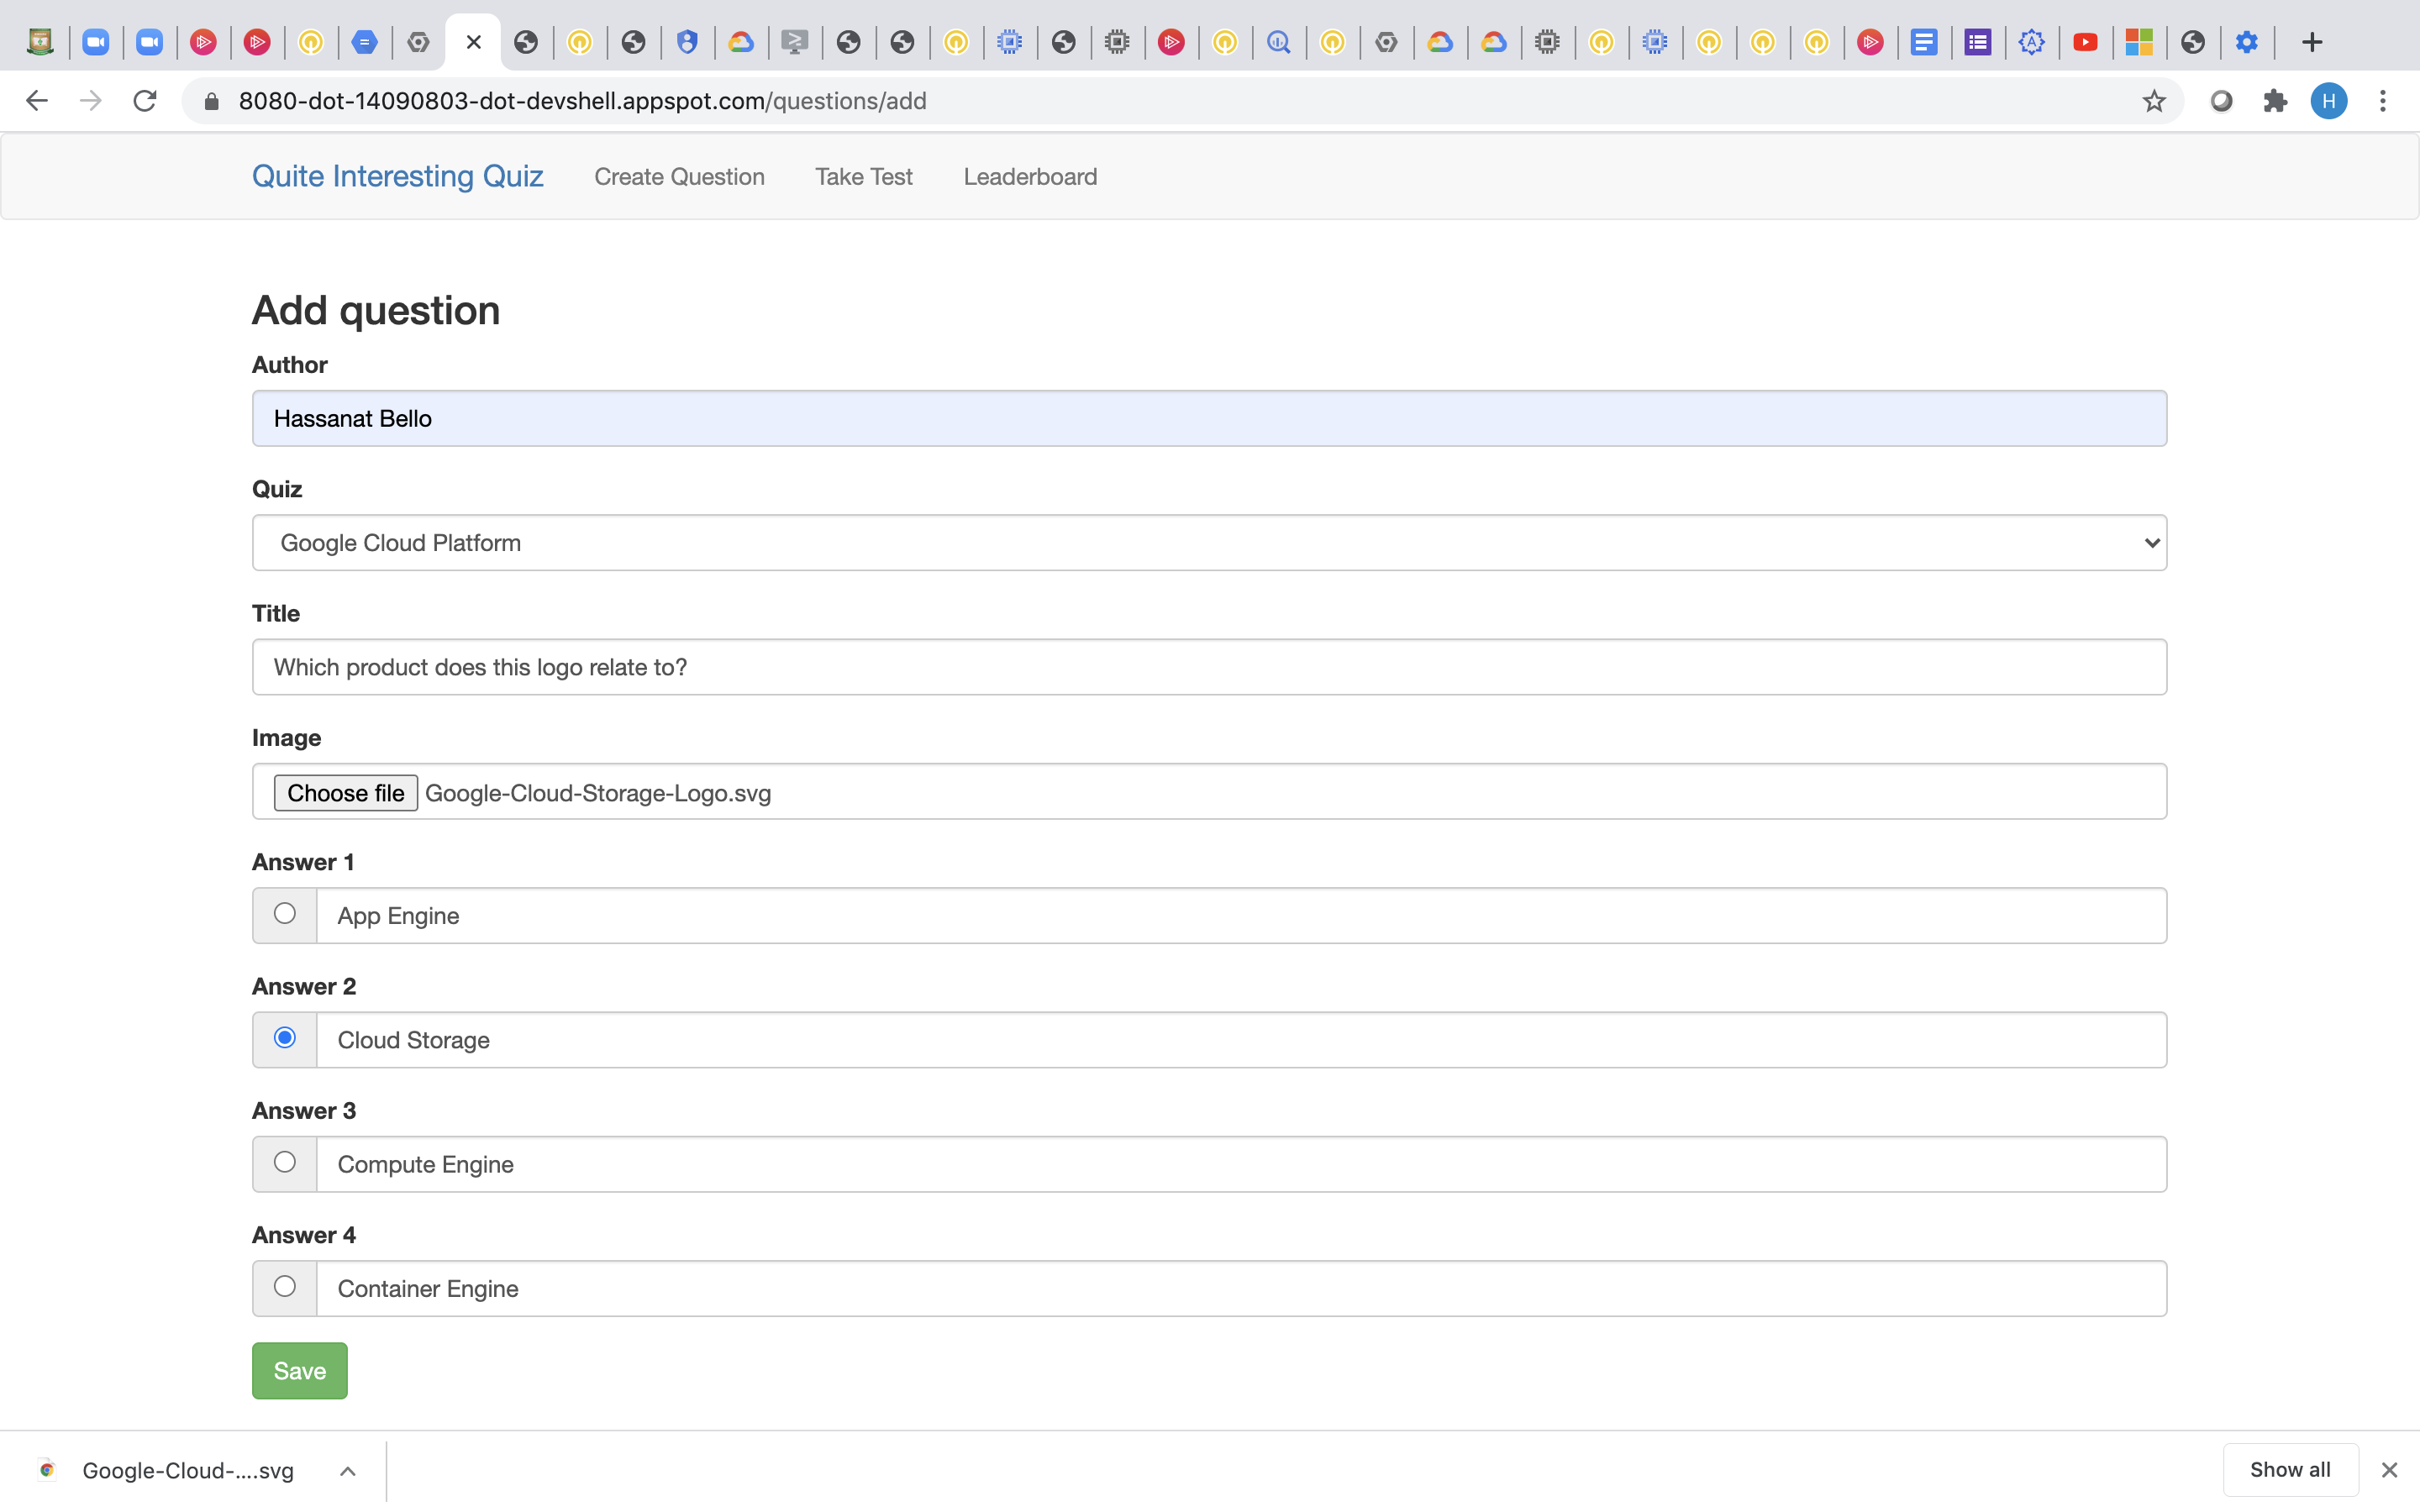 8080-dot-14090803-dot-devshell.appspot.com/questions/add
H
Quite Interesting Quiz Create Question Take Test Leaderboard
Add question
Author
Hassanat Bello
Quiz
Google Cloud Platform
Title
Which product does this logo relate to?
Image
Choose file Google-Cloud-Storage-Logo.svg
Answer 1
App Engine
Answer 2
Cloud Storage
Answer 3
Compute Engine
Answer 4
Container Engine
Save
Google-Cloud-....svg Show all